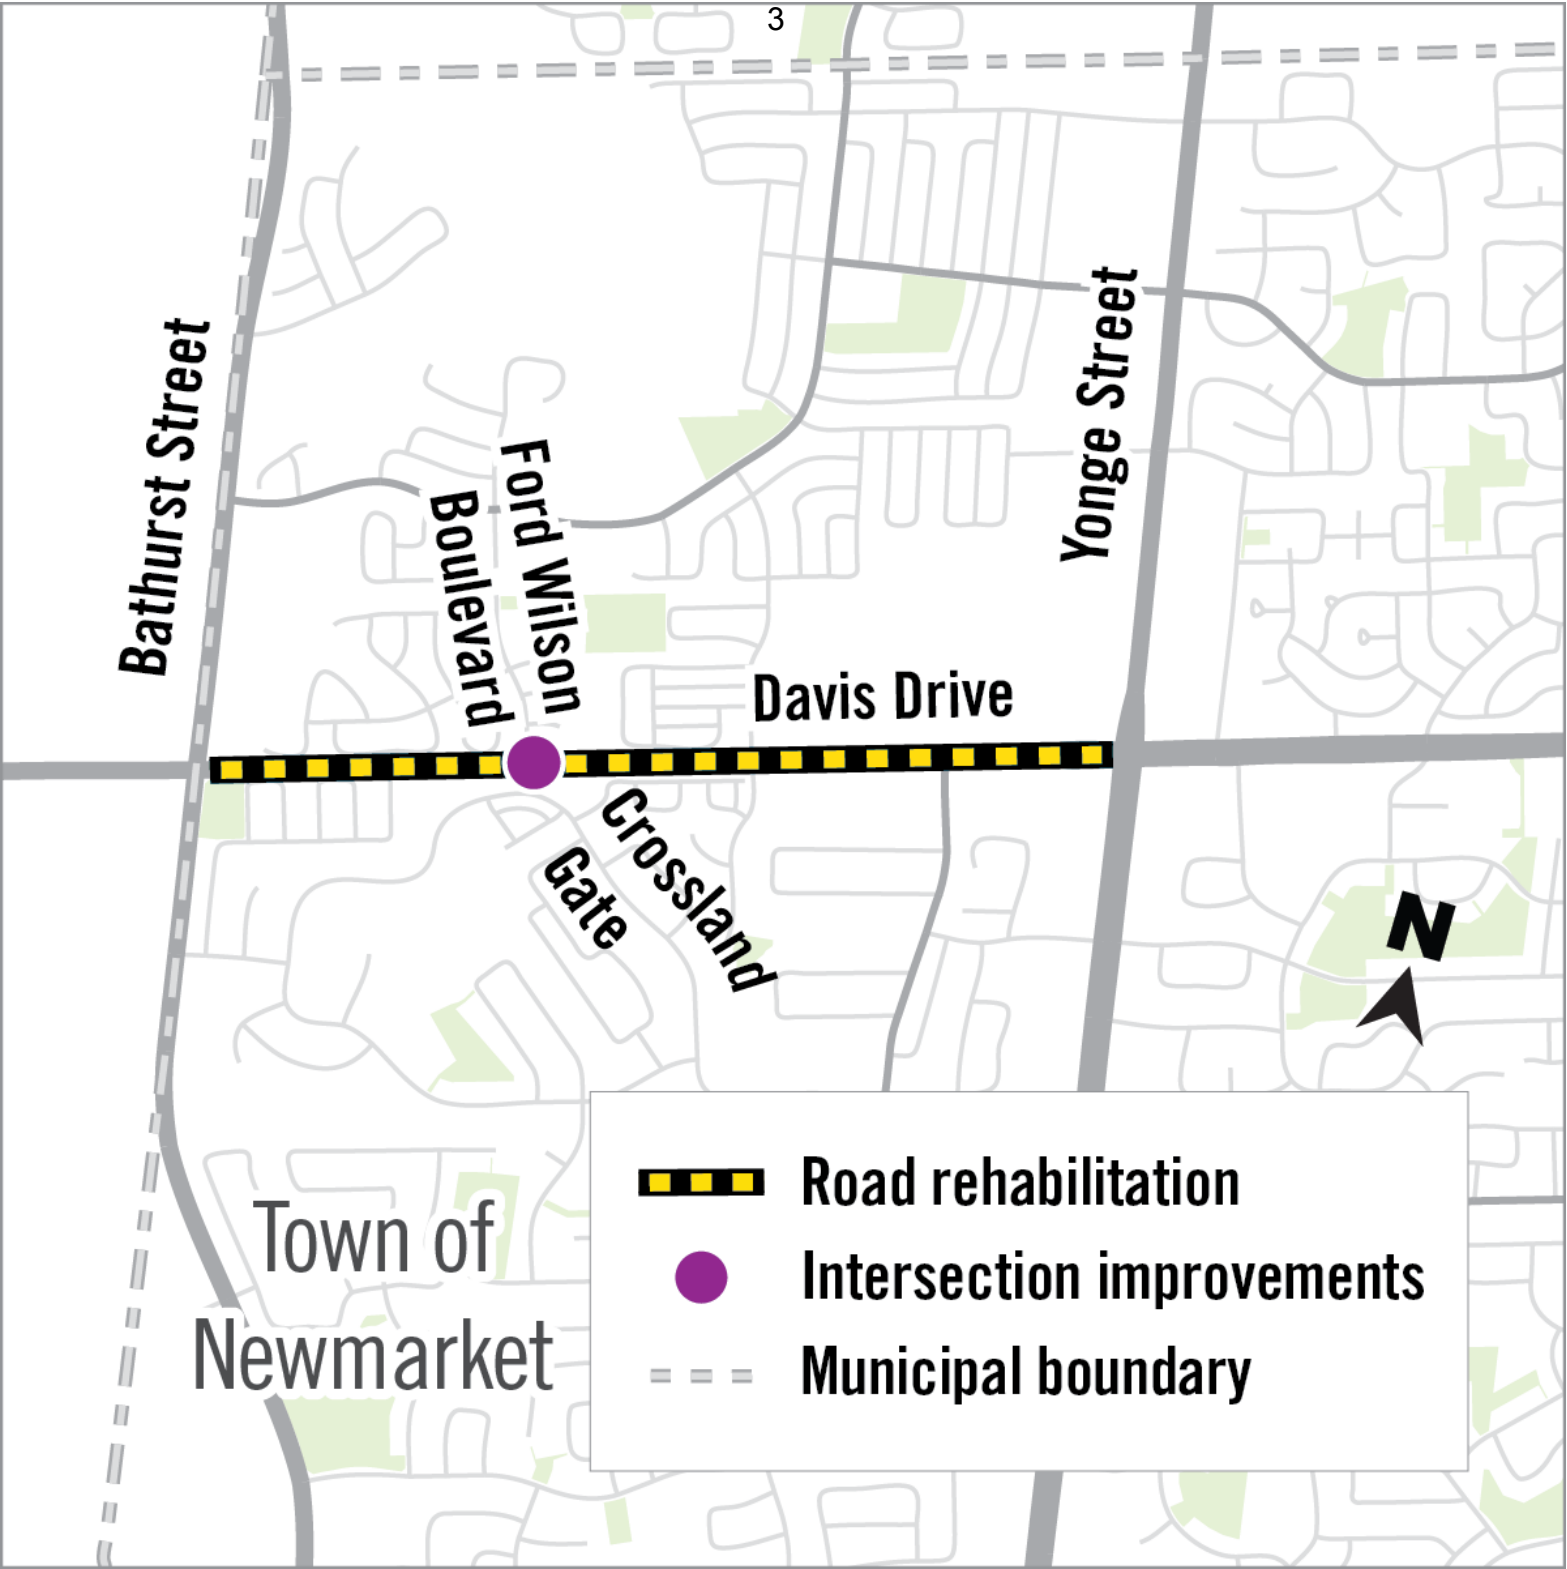 3
Bathurst Street
Yonge Street
Ford Wilson
Boulevard
Davis Drive
Crossland
Gate
N
Town of
Newmarket
Road rehabilitation
Intersection improvements
Municipal boundary